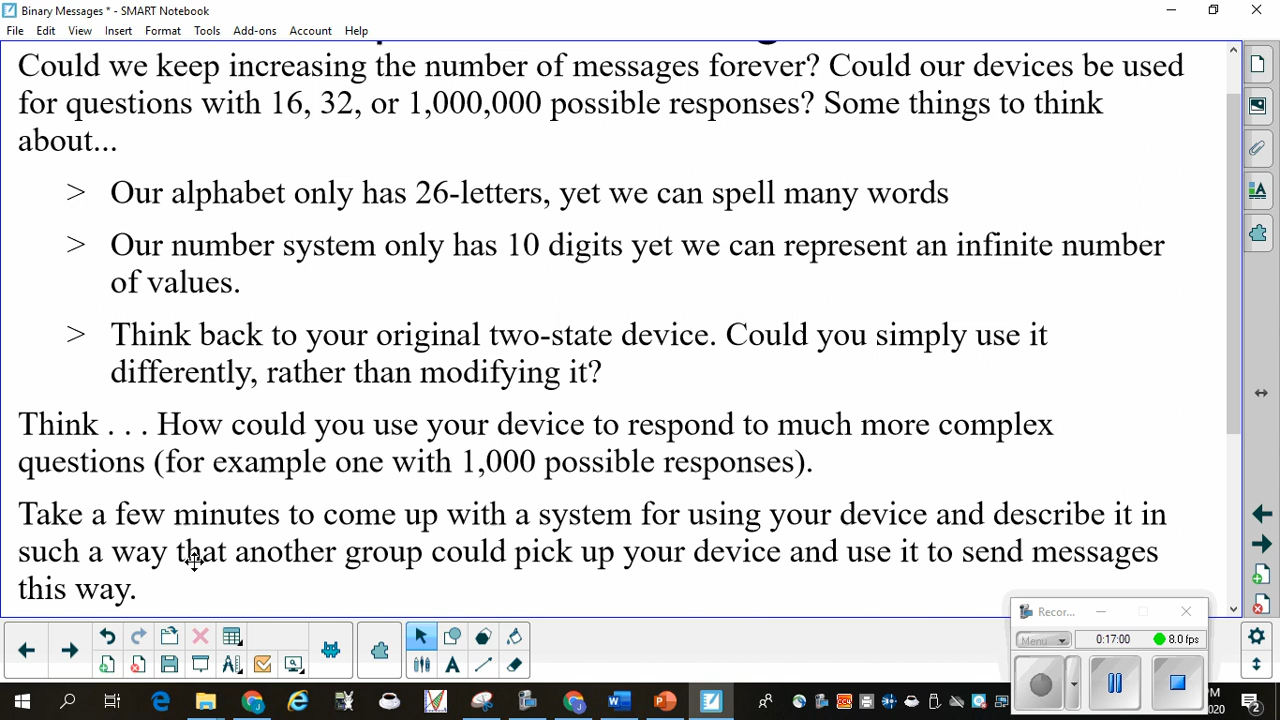 Binary Messages * - SMART Notebook
File Edit View Insert Format Tools Add-ons Account Help
Could we keep increasing the number of messages forever? Could our devices be used
for questions with 16, 32, or 1,000,000 possible responses? Some things to think
about...
> Our alphabet only has 26-letters, yet we can spell many words
> Our number system only has 10 digits yet we can represent an infinite number
of values.
> Think back to your original two-state device. Could you simply use it
differently, rather than modifying it?
Think . . . How could you use your device to respond to much more complex
questions (for example one with 1,000 possible responses).
Take a few minutes to come up with a system for using your device and describe it in
such a way that another group could pick up your device and use it to send messages
this way.
Recor...
Menu 0:17:00 8.0 fps
PM
2020
2